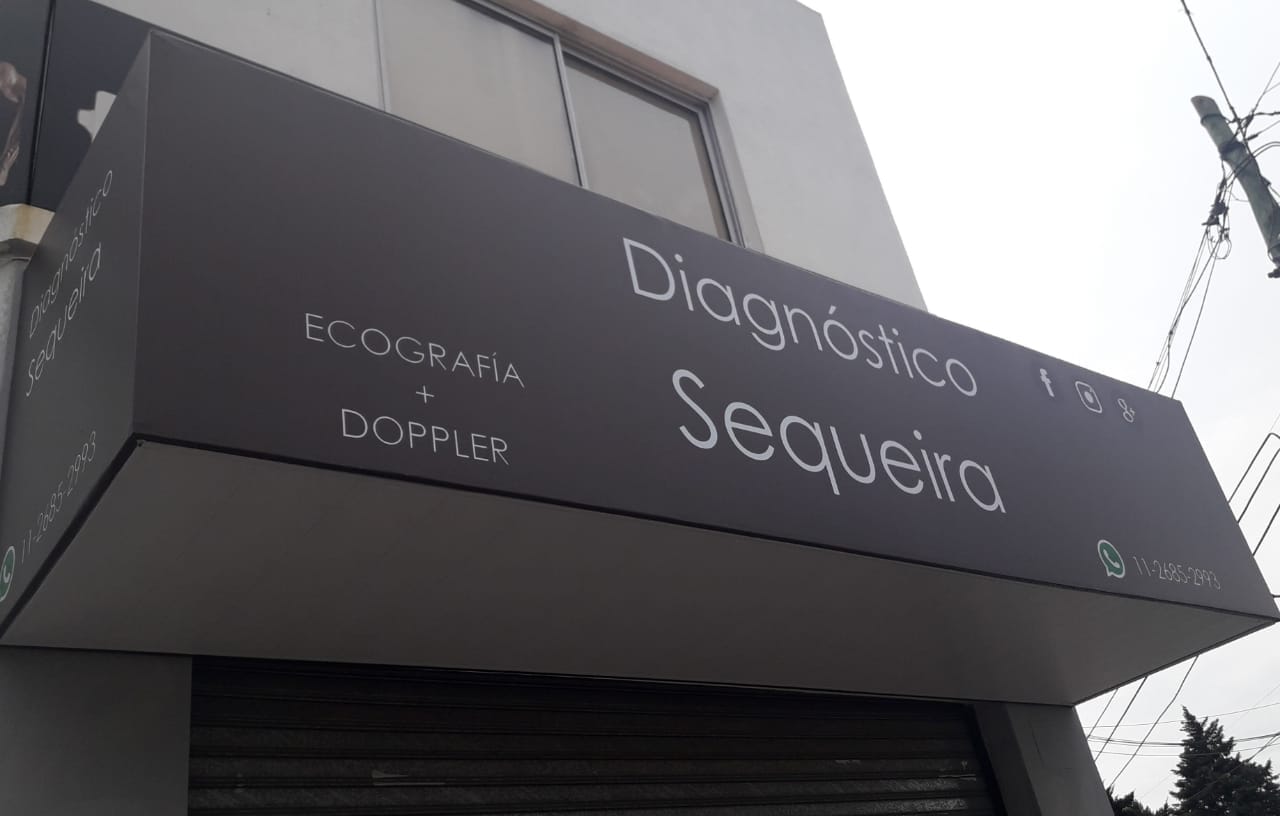 Diagnóstico
Sequeira
11-2685-2993
ECOGRAFÍA
+
DOPPLER
Diagnóstico
Sequeira
11-2685-2993